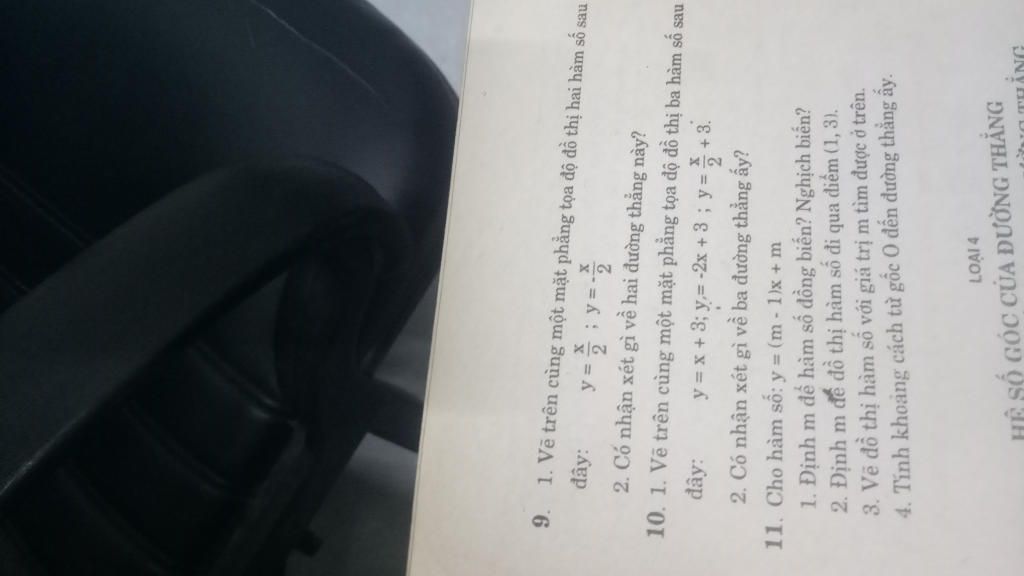 9. 1. Vẽ trên cùng một mặt phẳng tọa độ đồ thị hai hàm số sau
đây: y = x/2 ; y = -x/2
2. Có nhận xét gì về hai đường thẳng này?
10. 1. Vẽ trên cùng một mặt phẳng tọa độ đồ thị ba hàm số sau
đây: y = x + 3; y = -2x + 3 ; y = x/2 + 3.
2. Có nhận xét gì về ba đường thẳng ấy?
11. Cho hàm số: y = (m - 1)x + m
1. Định m để hàm số đồng biến? Nghịch biến?
2. Định m để đồ thị hàm số đi qua điểm (1, 3).
3. Vẽ đồ thị hàm số với giá trị m tìm được ở trên.
4. Tính khoảng cách từ gốc O đến đường thẳng ấy.
LOẠI 4
HỆ SỐ GÓC CỦA ĐƯỜNG THẲNG
THẲNG